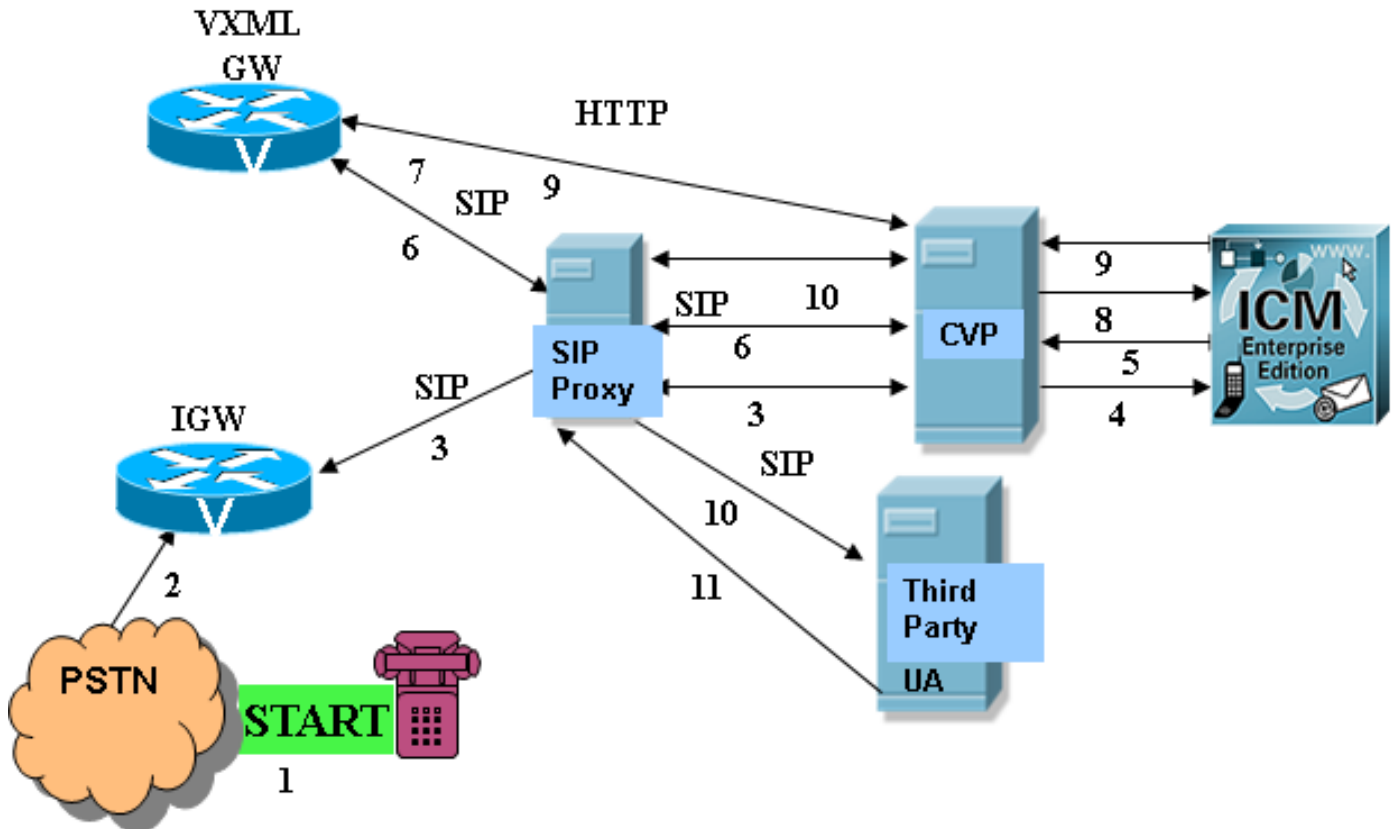 VXML
GW
HTTP
7
SIP
9
6
SIP
Proxy
10
SIP
6
3
CVP
9
8
5
4
www.
ICM
Enterprise
Edition
IGW
SIP
3
SIP
10
11
Third
Party
UA
2
PSTN
START
1
V
V